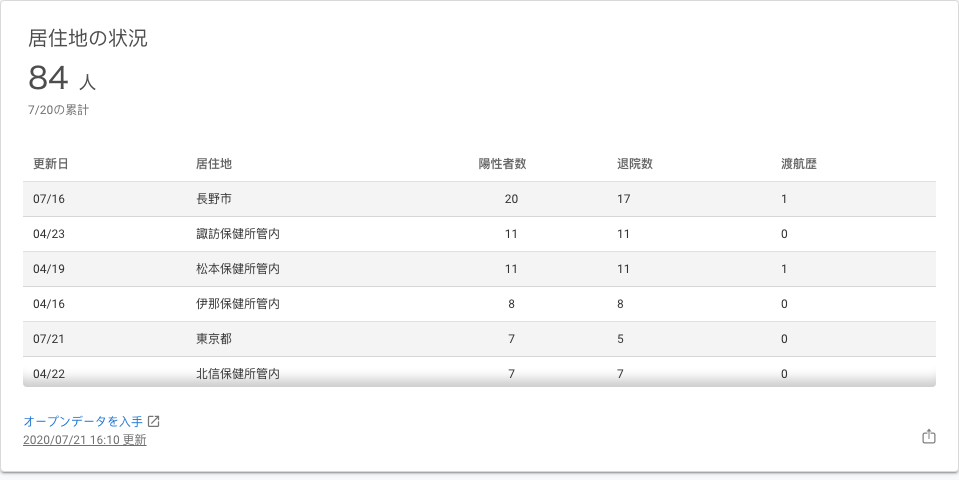 居住地の状況
84 人
7/20の累計
更新日 居住地 陽性者数 退院数 渡航歴
07/16 長野市 20 17 1
04/23 諏訪保健所管内 11 11 0
04/19 松本保健所管内 11 11 1
04/16 伊那保健所管内 8 8 0
07/21 東京都 7 5 0
04/22 北信保健所管内 7 7 0
オープンデータを入手
2020/07/21 16:10 更新